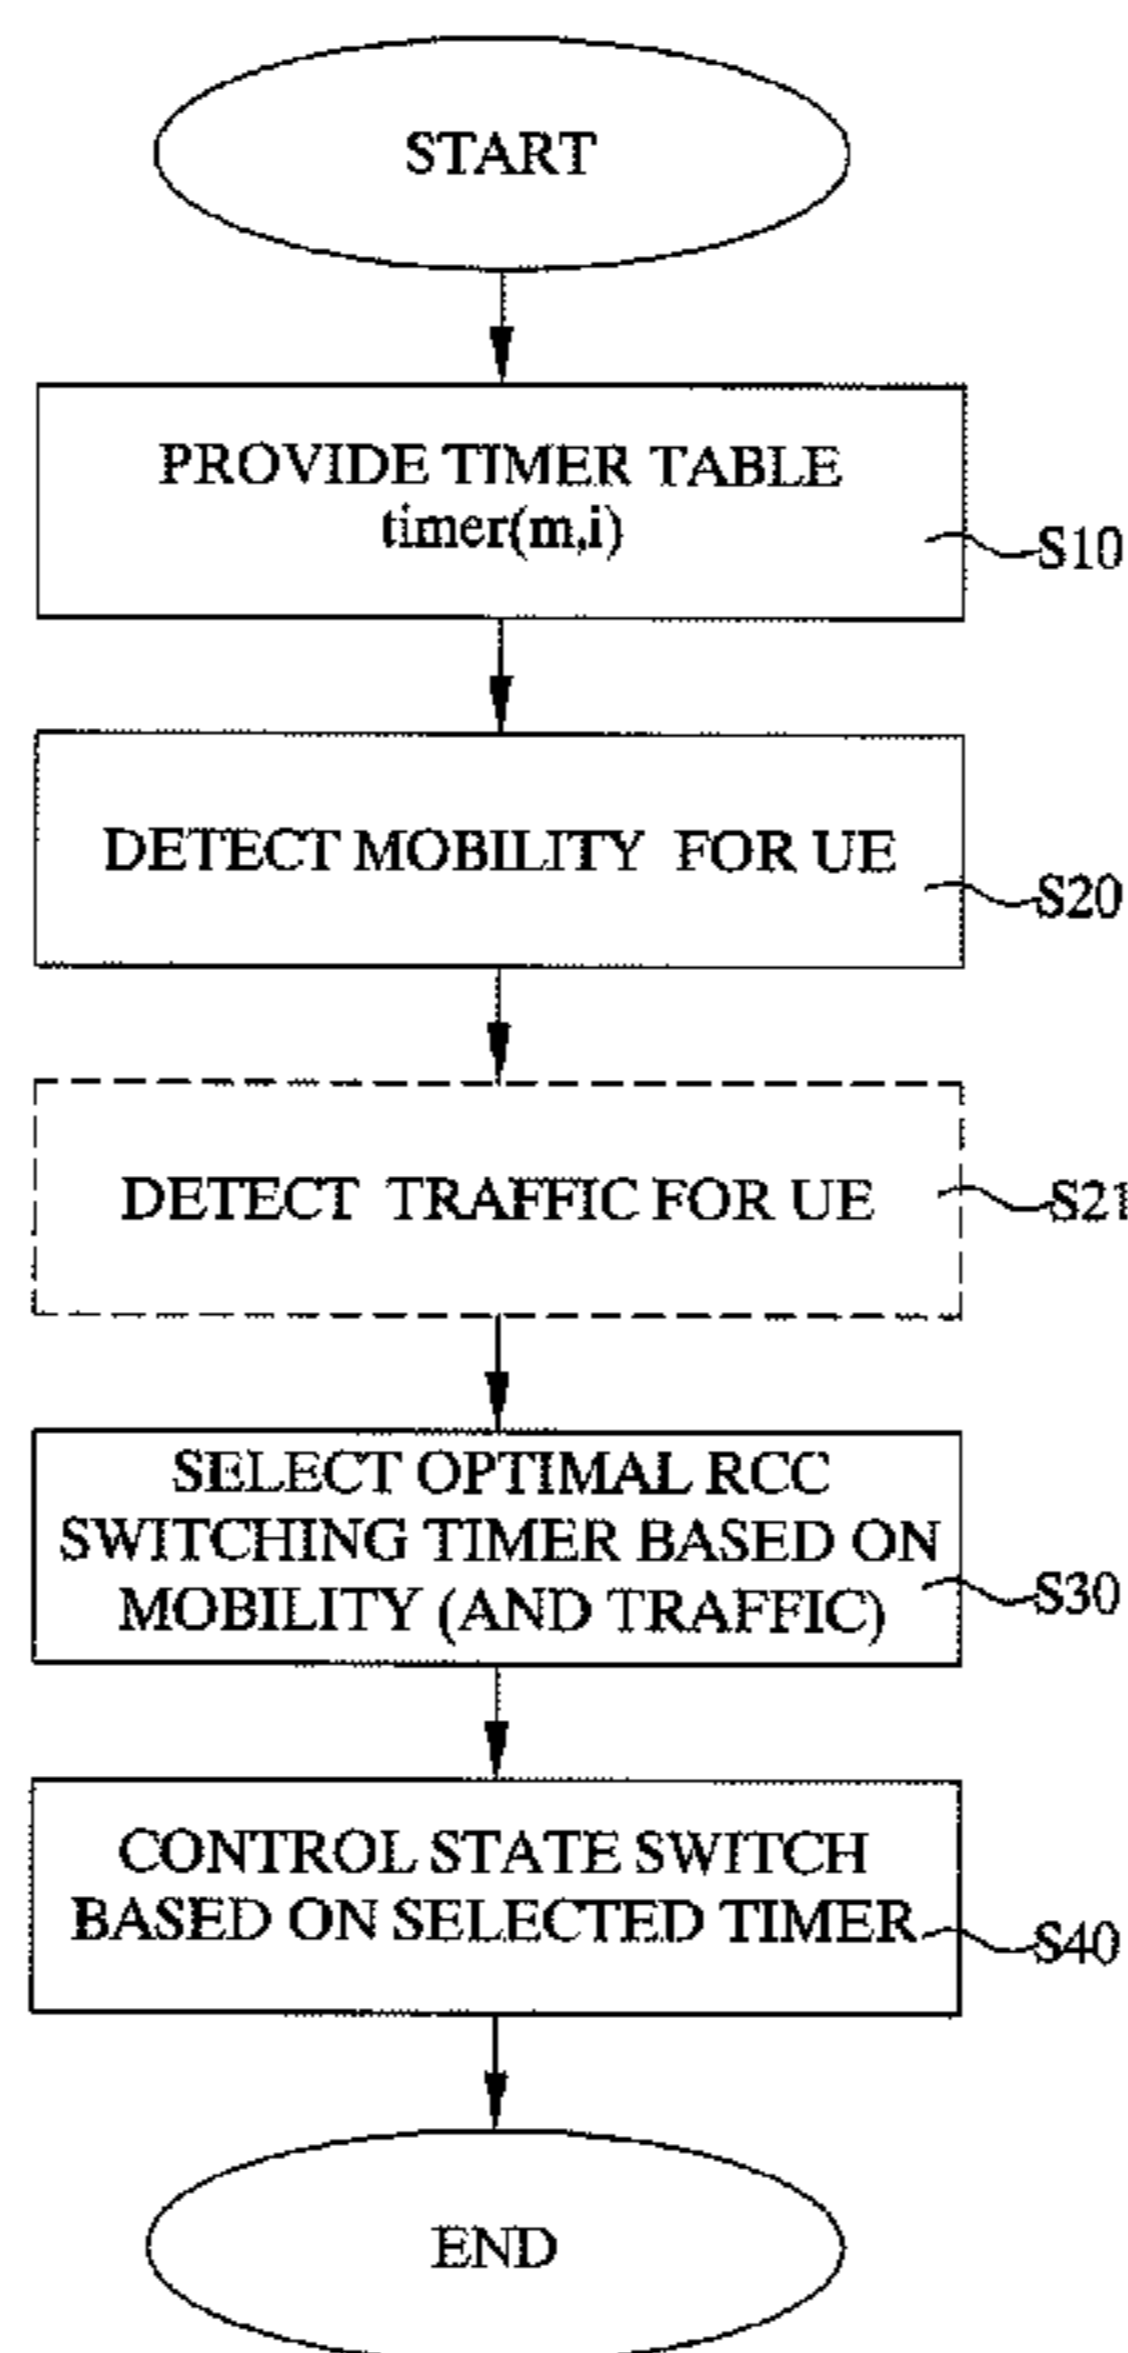 START
PROVIDE TIMER TABLE
timer(m,i)
S10
DETECT MOBILITY FOR UE
S20
DETECT TRAFFIC FOR UE
S21
SELECT OPTIMAL RCC
SWITCHING TIMER BASED ON
MOBILITY (AND TRAFFIC)
S30
CONTROL STATE SWITCH
BASED ON SELECTED TIMER
S40
END